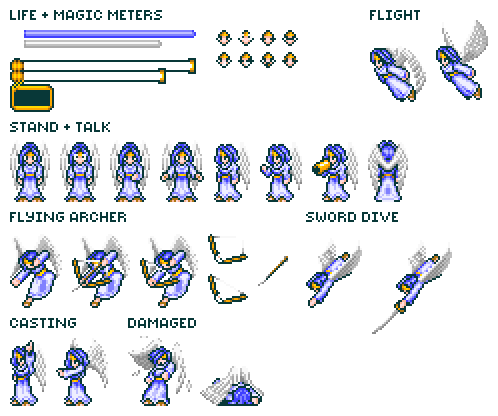 LIFE + MAGIC METERS
FLIGHT
STAND + TALK
FLYING ARCHER
SWORD DIVE
CASTING
DAMAGED